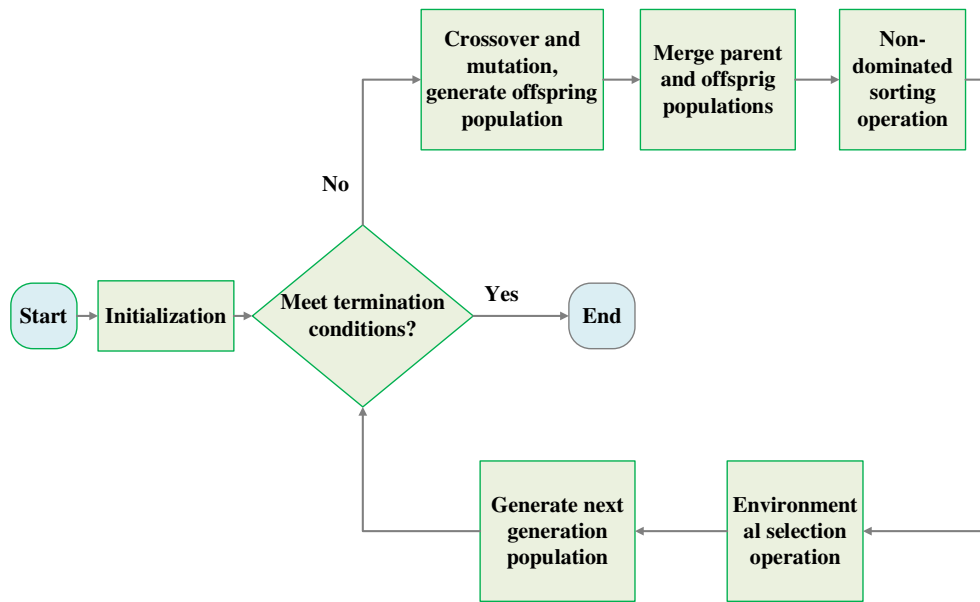 Crossover and
mutation,
generate offspring
population
Merge parent
and offsprig
populations
Non-
dominated
sorting
operation
No
Start
Initialization
Meet termination
conditions?
Yes
End
Generate next
generation
population
Environment
al selection
operation